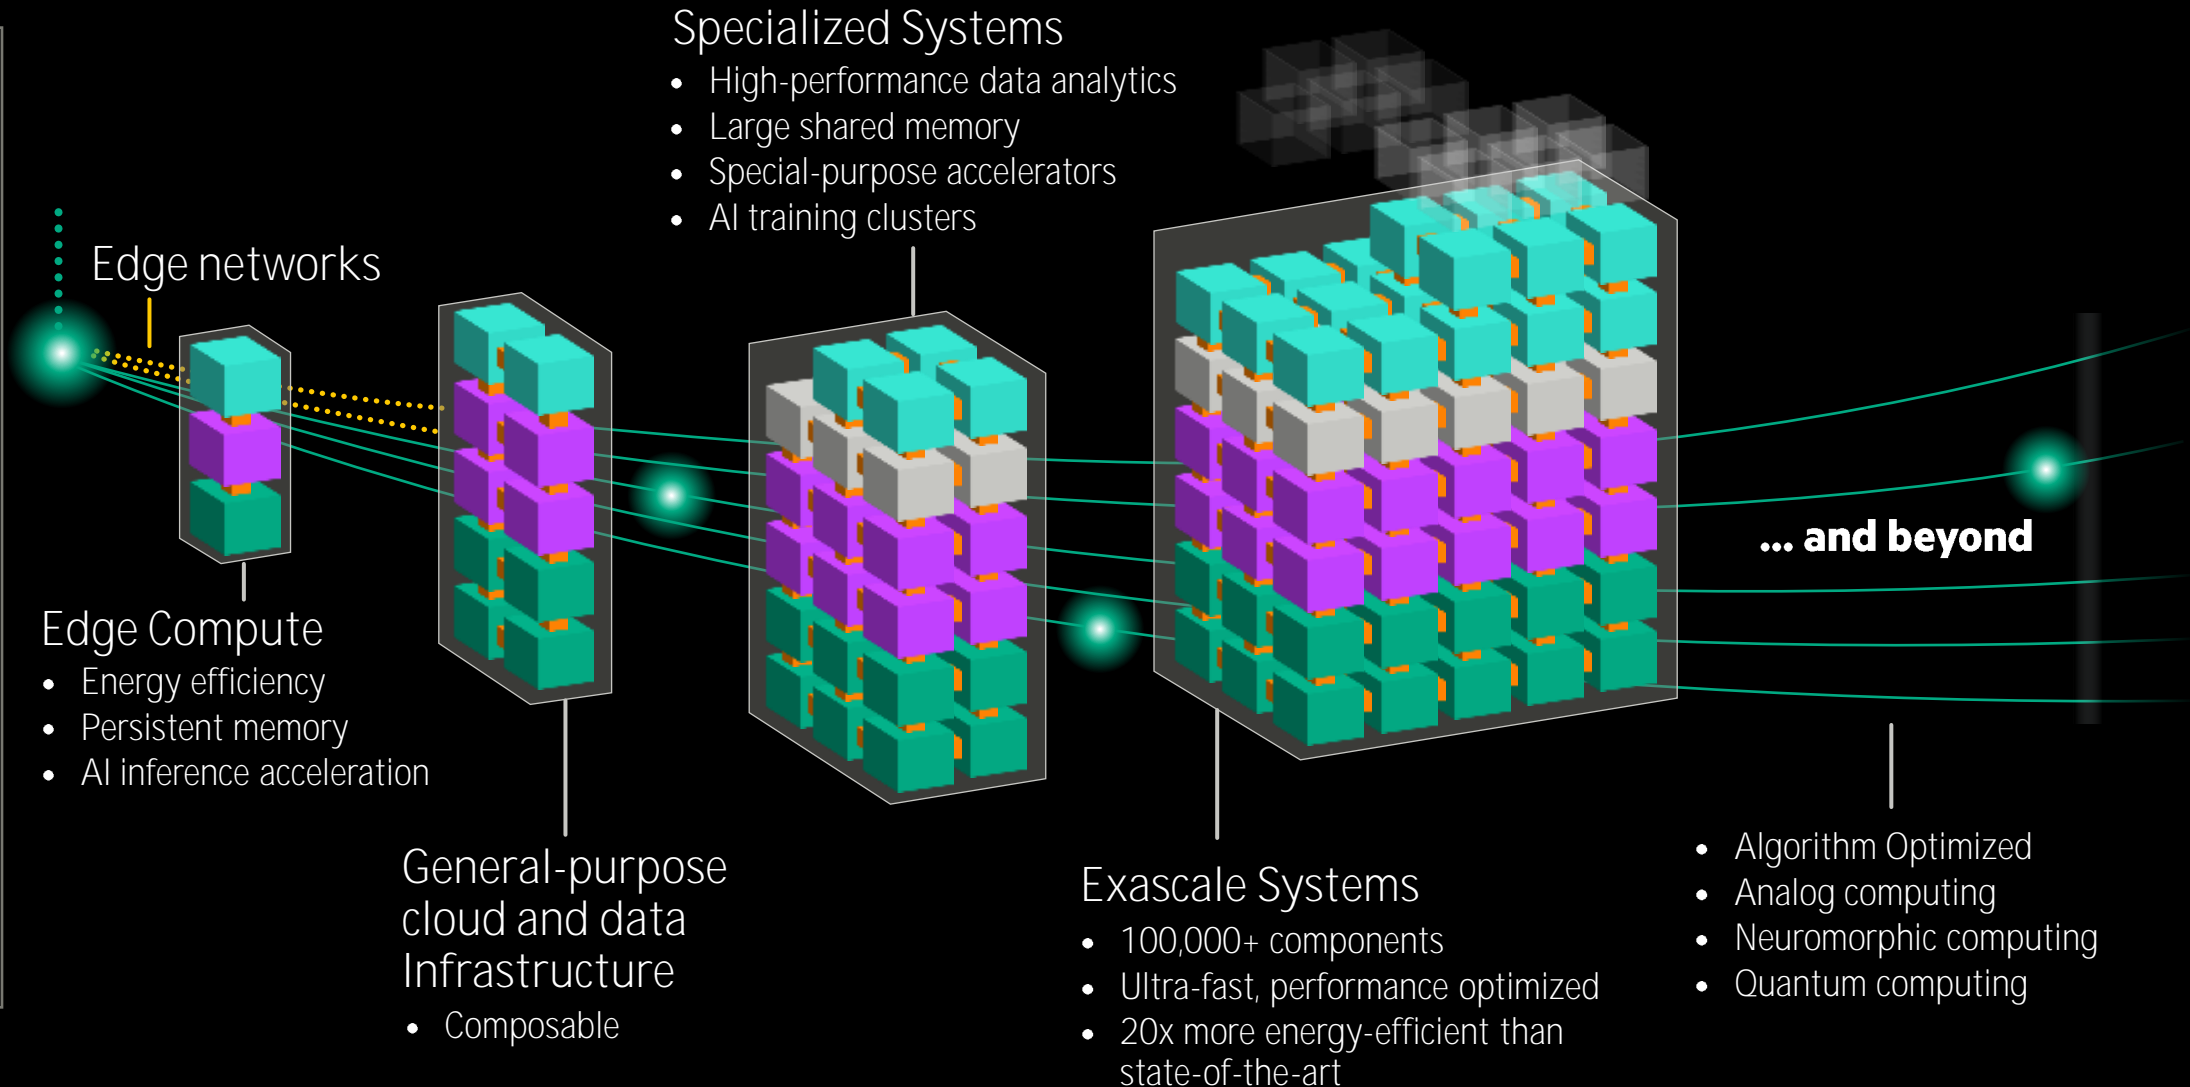 Specialized Systems
• High-performance data analytics
• Large shared memory
• Special-purpose accelerators
• AI training clusters
Edge networks
Edge Compute
• Energy efficiency
• Persistent memory
• AI inference acceleration
General-purpose
cloud and data
Infrastructure
• Composable
Exascale Systems
• 100,000+ components
• Ultra-fast, performance optimized
• 20x more energy-efficient than
state-of-the-art
... and beyond
• Algorithm Optimized
• Analog computing
• Neuromorphic computing
• Quantum computing